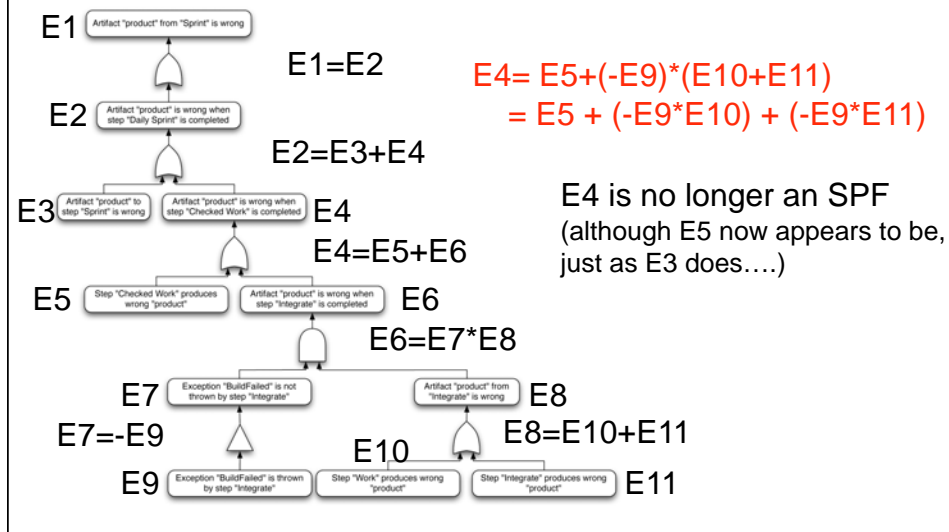 E1
Artifact "product" from "Sprint" is wrong
E1=E2
E4= E5+(-E9)*(E10+E11)
= E5 + (-E9*E10) + (-E9*E11)
E2
Artifact "product" is wrong when
step "Daily Sprint" is completed
E2=E3+E4
E3
Artifact "product" to
step "Sprint" is wrong
Artifact "product" is wrong when
step "Checked Work" is completed
E4
E4 is no longer an SPF
(although E5 now appears to be,
just as E3 does....)
E4=E5+E6
E5
Step "Checked Work" produces
wrong "product"
Artifact "product" is wrong when
step "Integrate" is completed
E6
E6=E7*E8
E7
Exception "BuildFailed" is not
thrown by step "Integrate"
Artifact "product" from
"Integrate" is wrong
E8
E7=-E9
E8=E10+E11
E9
Exception "BuildFailed" is thrown
by step "Integrate"
E10
Step "Work" produces wrong
"product"
Step "Integrate" produces wrong
"product"
E11